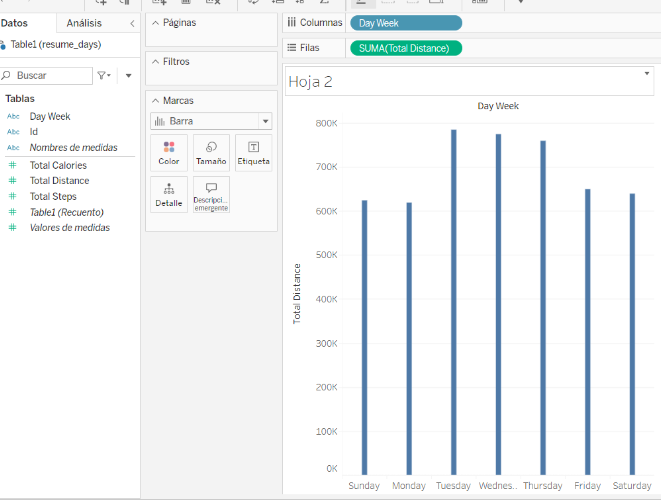 Datos
Análisis
Table1 (resume_days)
Buscar
Tablas
Abc Day Week
Abc Id
Abc Nombres de medidas
# Total Calories
# Total Distance
# Total Steps
# Table1 (Recuento)
# Valores de medidas
Páginas
Filtros
Marcas
Barra
Color
Tamaño
Etiqueta
Detalle
Descripci...
emergente
Columnas
Day Week
Filas
SUMA(Total Distance)
Hoja 2
Day Week
800K
700K
600K
500K
400K
300K
200K
100K
0K
Total Distance
Sunday
Monday
Tuesday
Wednes..
Thursday
Friday
Saturday